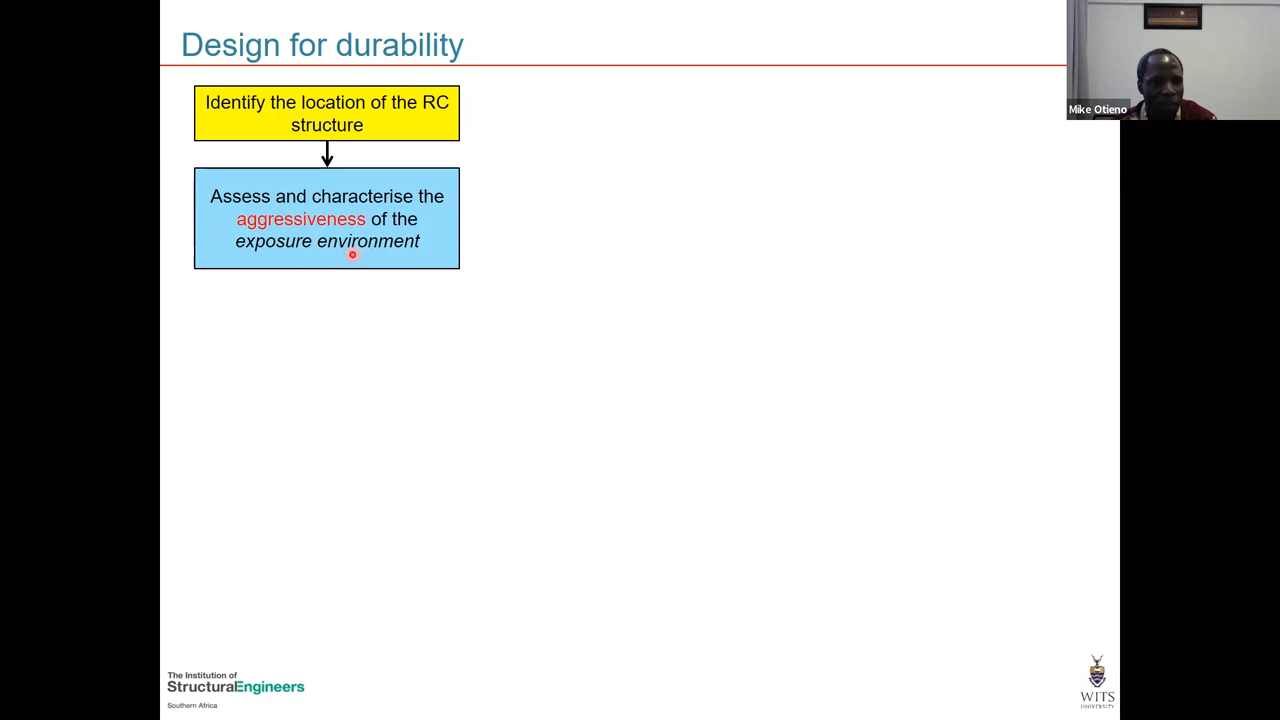 Design for durability
Identify the location of the RC
structure
Assess and characterise the
aggressiveness of the
exposure environment
Mike Otieno
The Institution of
StructuralEngineers
Southern Africa
WITS
UNIVERSITY